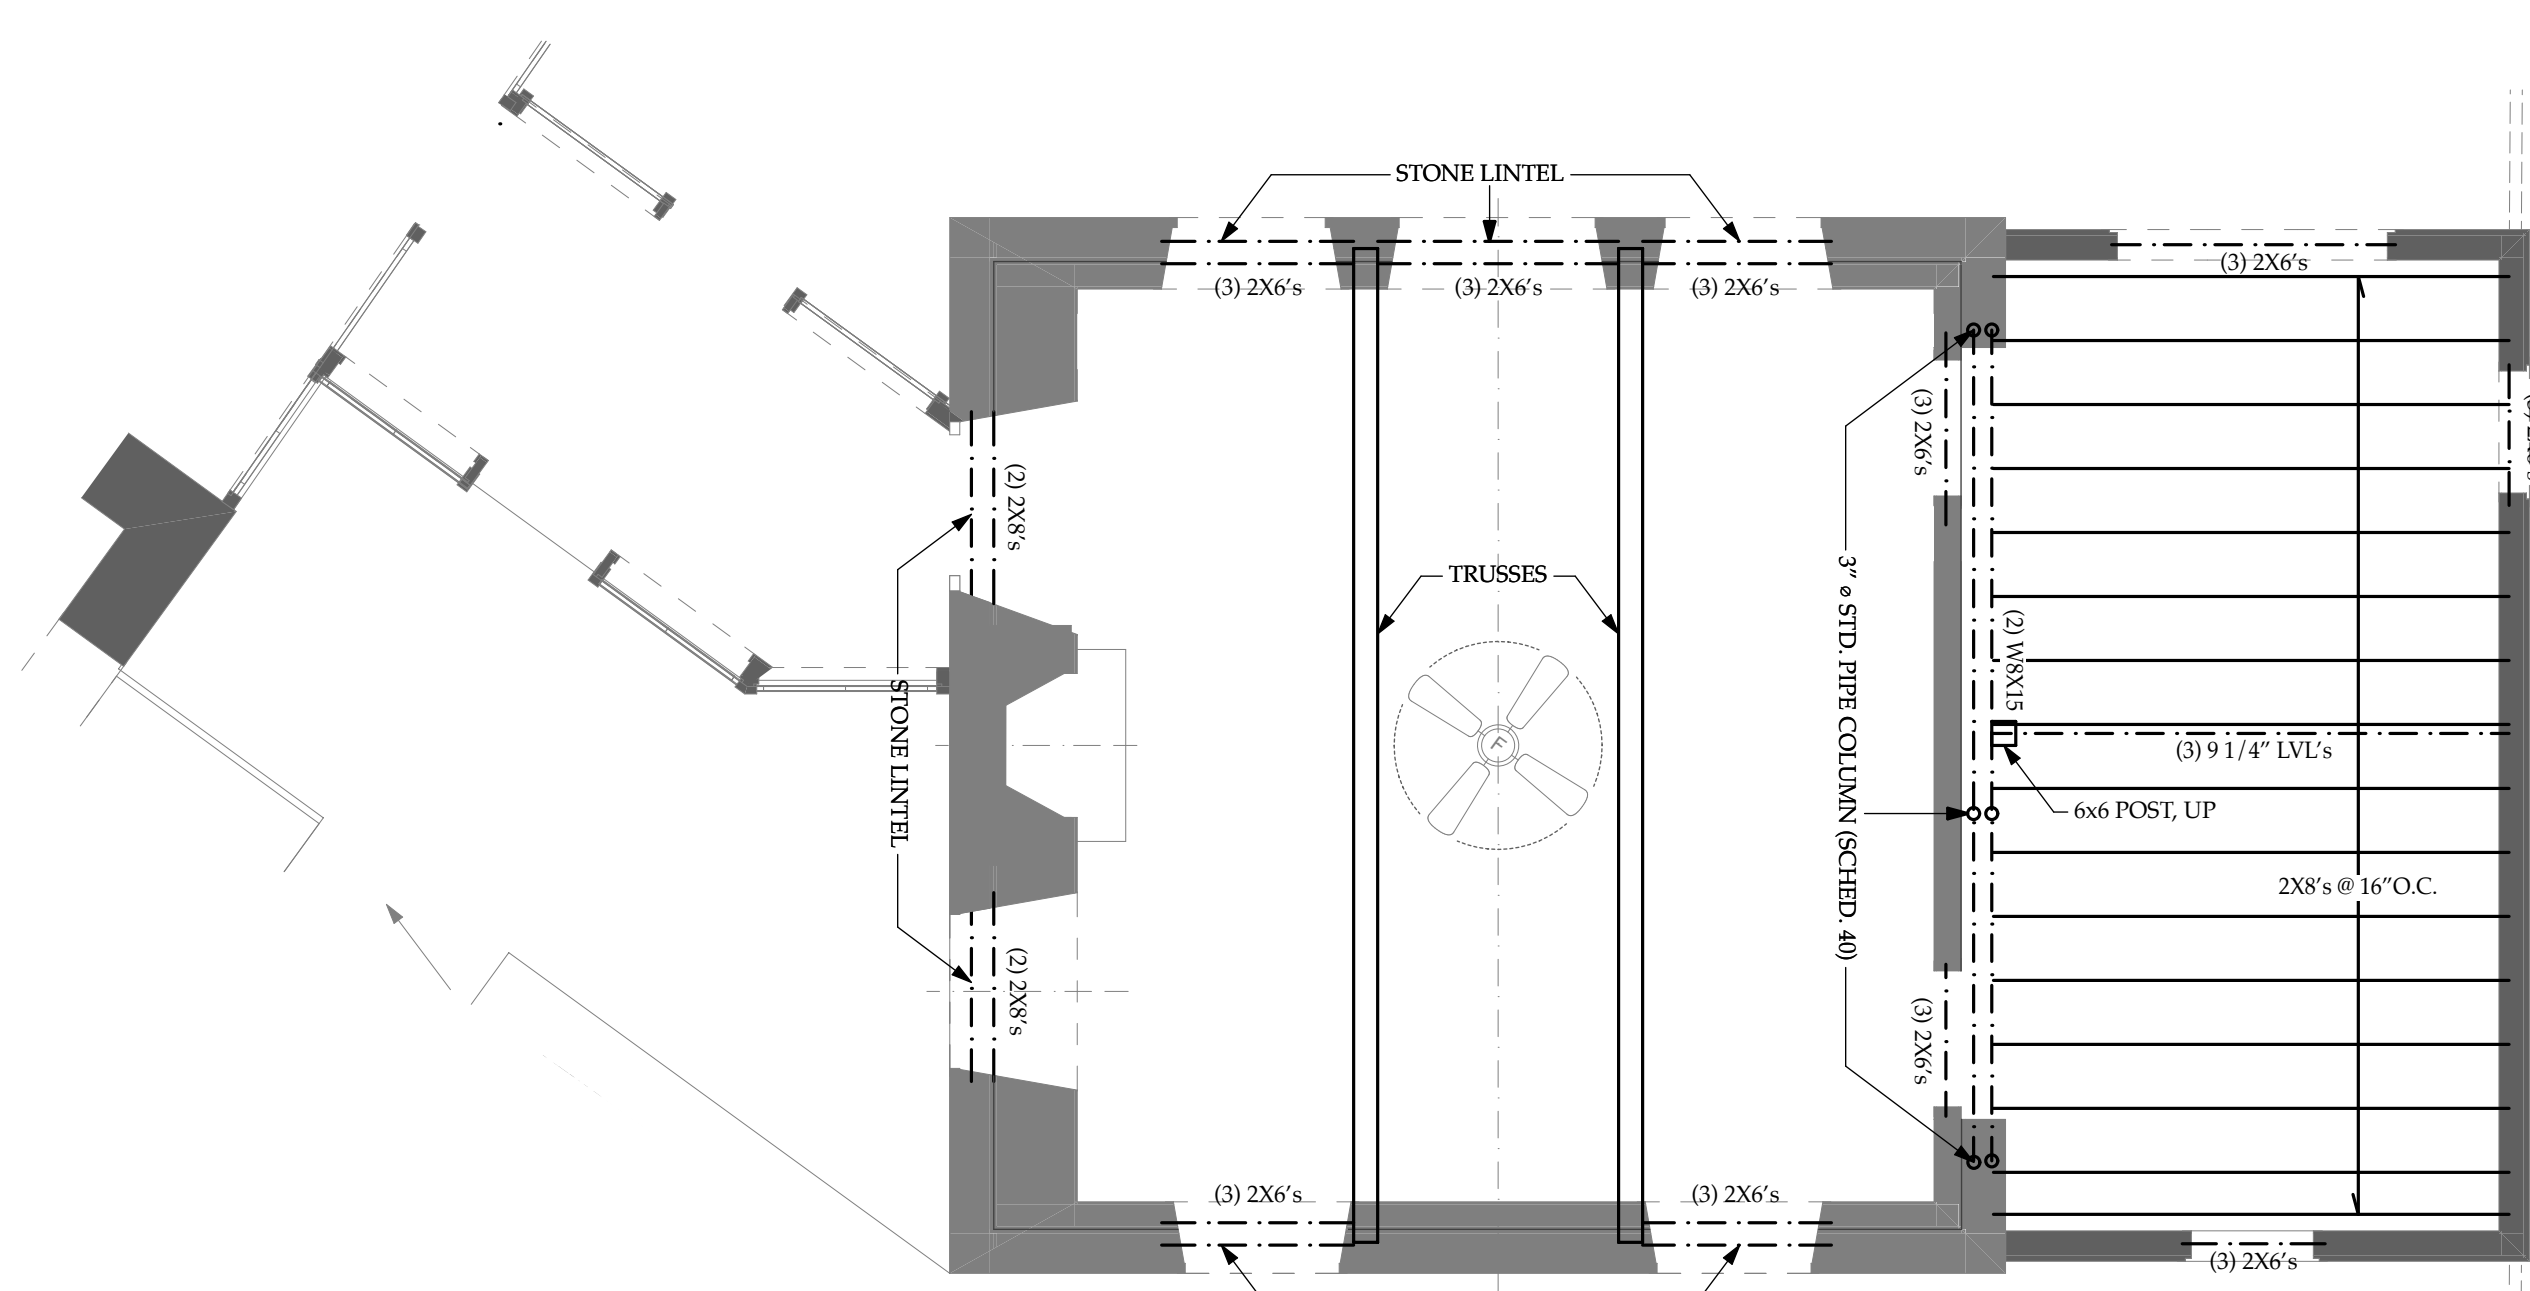 STONE LINTEL
(3) 2X6's
(3) 2X6's
(3) 2X6's
(3) 2X6's
(3) 2X6's
(2) 2X8's
TRUSSES
3" ø STD. PIPE COLUMN (SCHED. 40)
(2) W8X15
STONE LINTEL
F
(3) 9 1/4" LVL's
6x6 POST, UP
2X8's @ 16"O.C.
(2) 2X8's
(3) 2X6's
(3) 2X6's
(3) 2X6's
(3) 2X6's